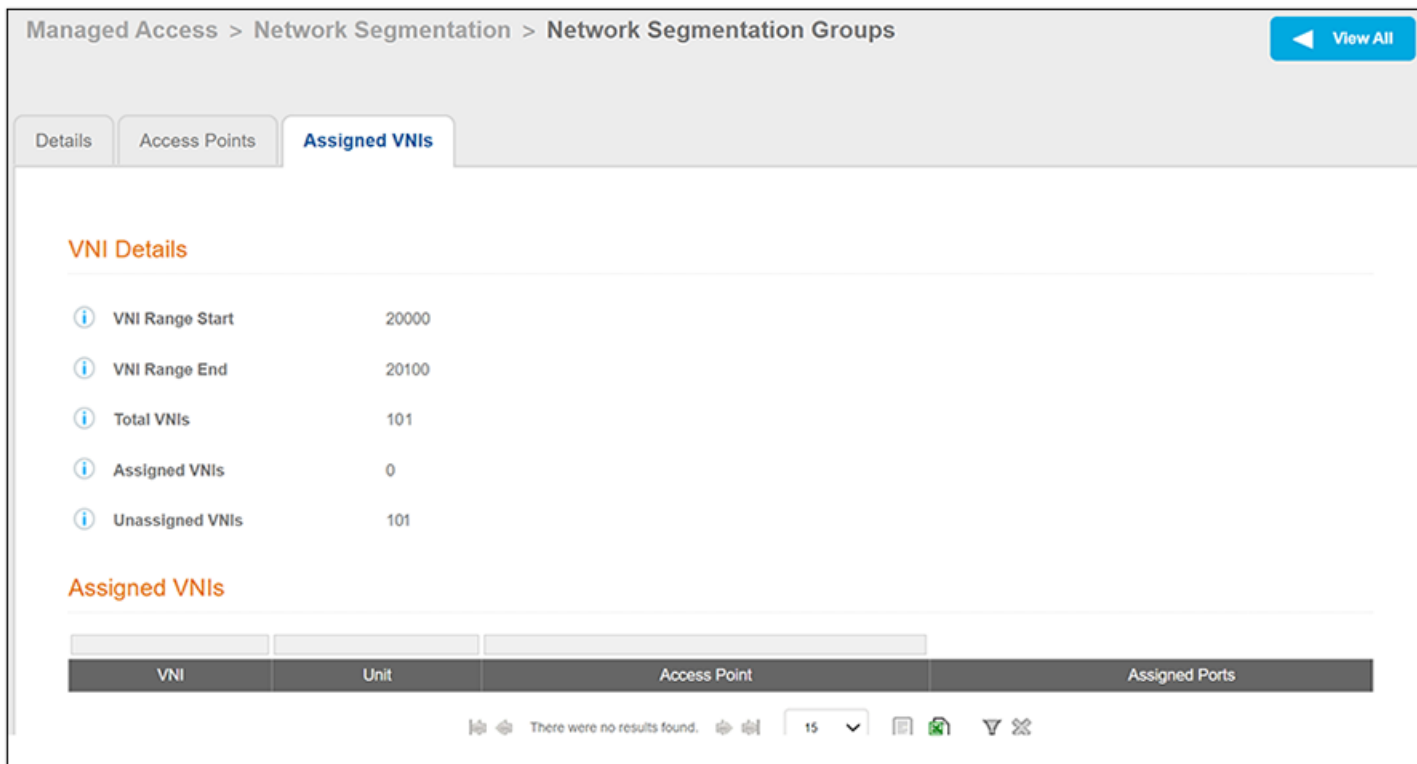 Managed Access > Network Segmentation > Network Segmentation Groups
View All
Details Access Points Assigned VNIs
VNI Details
VNI Range Start 20000
VNI Range End 20100
Total VNIs 101
Assigned VNIs 0
Unassigned VNIs 101
Assigned VNIs
VNI Unit Access Point Assigned Ports
There were no results found. 15